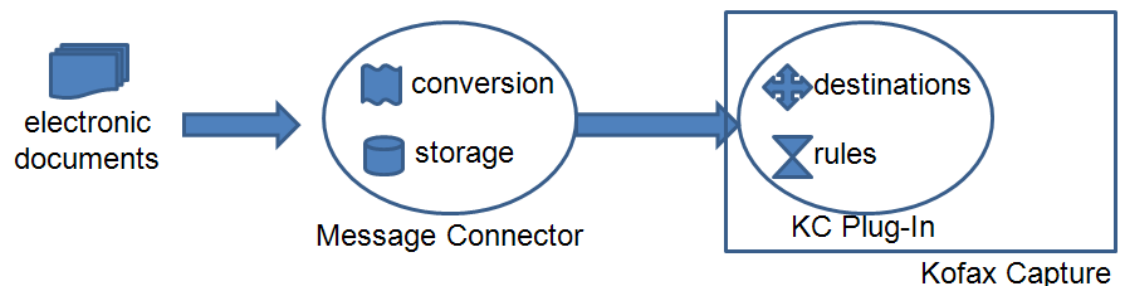 electronic
documents
conversion
storage
Message Connector
destinations
rules
KC Plug-In
Kofax Capture